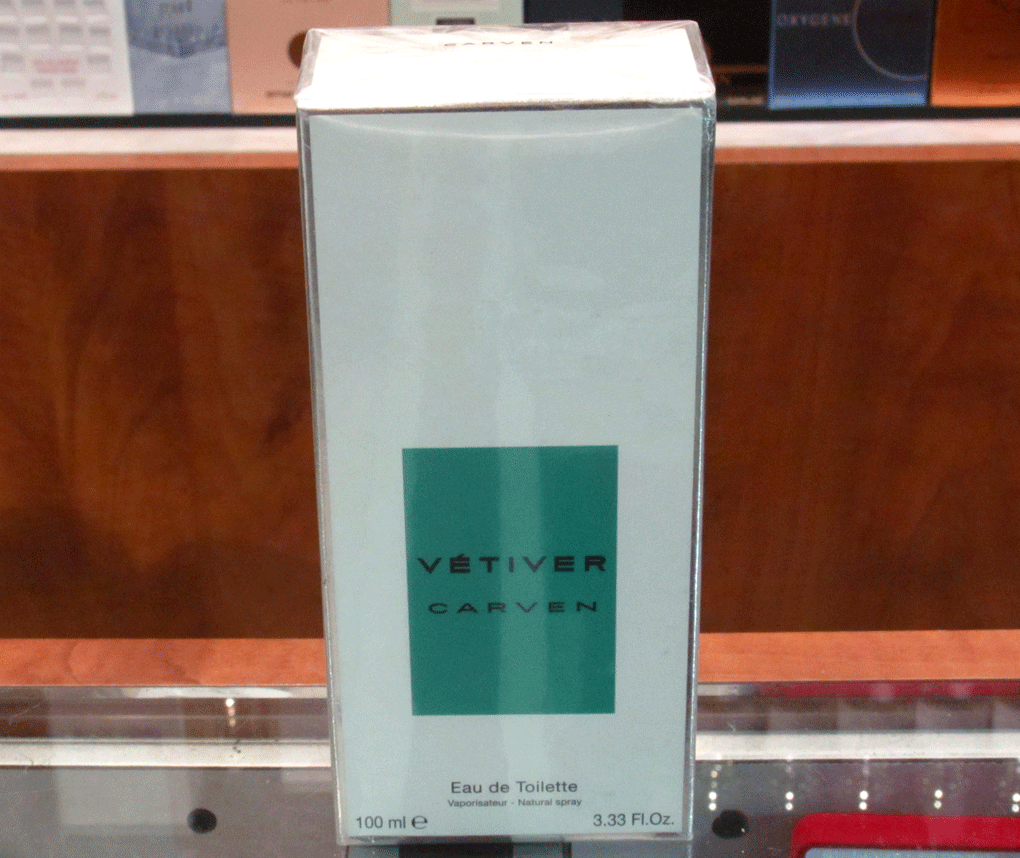 OXYGENE
CARVEN
VÉTIVER
CARVEN
Eau de Toilette
Vaporisateur - Natural spray
100 ml ℮
3.33 Fl.Oz.